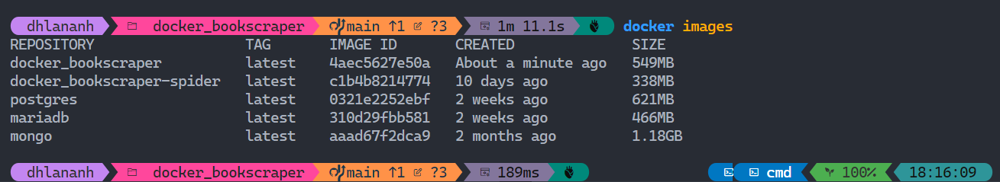 dhlananh docker_bookscraper main ↑1 ?3 1m 11.1s docker images
REPOSITORY TAG IMAGE ID CREATED SIZE
docker_bookscraper latest 4aec5627e50a About a minute ago 549MB
docker_bookscraper-spider latest c1b4b8214774 10 days ago 338MB
postgres latest 0321e2252ebf 2 weeks ago 621MB
mariadb latest 310d29fbb581 2 weeks ago 466MB
mongo latest aaad67f2dca9 2 months ago 1.18GB
dhlananh docker_bookscraper main ↑1 ?3 189ms cmd 100% 18:16:09